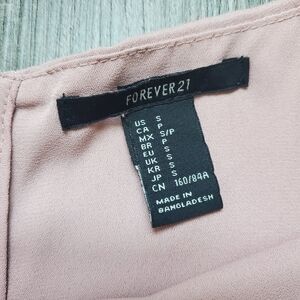 FOREVER 21
US S
CA P
MX S/P
BR P
EU S
UK S
KR S
JP S
CN 160/84A
MADE IN
BANGLADESH